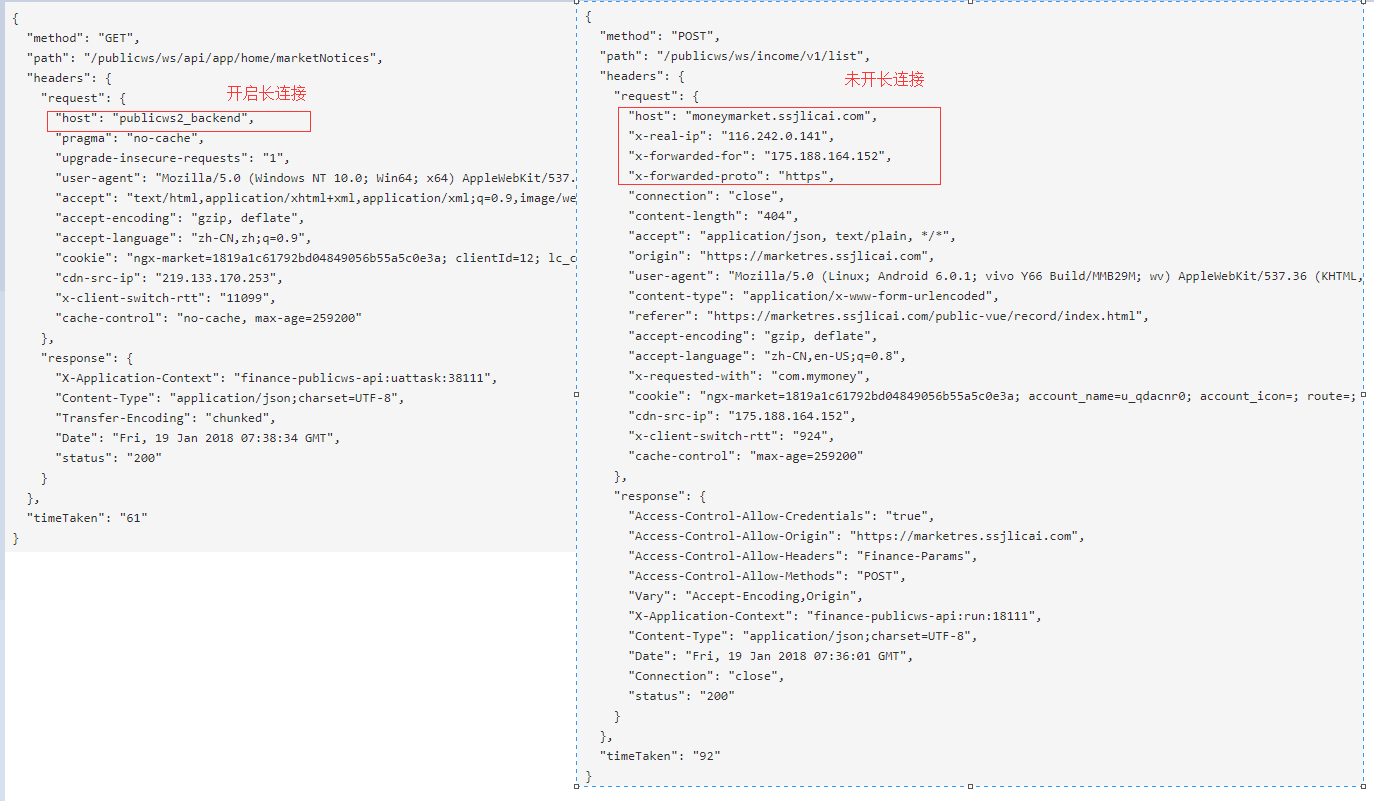 {
"method": "GET",
"path": "/publicws/ws/api/app/home/marketNotices",
"headers": {
"request": {
开启长连接
"host": "publicws2_backend",
"pragma": "no-cache",
"upgrade-insecure-requests": "1",
"user-agent": "Mozilla/5.0 (Windows NT 10.0; Win64; x64) AppleWebKit/537.
"accept": "text/html,application/xhtml+xml,application/xml;q=0.9,image/we
"accept-encoding": "gzip, deflate",
"accept-language": "zh-CN,zh;q=0.9",
"cookie": "ngx-market=1819a1c61792bd04849056b55a5c0e3a; clientId=12; lc_c
"cdn-src-ip": "219.133.170.253",
"x-client-switch-rtt": "11099",
"cache-control": "no-cache, max-age=259200"
},
"response": {
"X-Application-Context": "finance-publicws-api:uattask:38111",
"Content-Type": "application/json;charset=UTF-8",
"Transfer-Encoding": "chunked",
"Date": "Fri, 19 Jan 2018 07:38:34 GMT",
"status": "200"
}
},
"timeTaken": "61"
}
{
"method": "POST",
"path": "/publicws/ws/income/v1/list",
"headers": {
未开长连接
"request": {
"host": "moneymarket.ssjlicai.com",
"x-real-ip": "116.242.0.141",
"x-forwarded-for": "175.188.164.152",
"x-forwarded-proto": "https",
"connection": "close",
"content-length": "404",
"accept": "application/json, text/plain, */*",
"origin": "https://marketres.ssjlicai.com",
"user-agent": "Mozilla/5.0 (Linux; Android 6.0.1; vivo Y66 Build/MMB29M; wv) AppleWebKit/537.36 (KHTML,
"content-type": "application/x-www-form-urlencoded",
"referer": "https://marketres.ssjlicai.com/public-vue/record/index.html",
"accept-encoding": "gzip, deflate",
"accept-language": "zh-CN,en-US;q=0.8",
"x-requested-with": "com.mymoney",
"cookie": "ngx-market=1819a1c61792bd04849056b55a5c0e3a; account_name=u_qdacnr0; account_icon=; route=;
"cdn-src-ip": "175.188.164.152",
"x-client-switch-rtt": "924",
"cache-control": "max-age=259200"
},
"response": {
"Access-Control-Allow-Credentials": "true",
"Access-Control-Allow-Origin": "https://marketres.ssjlicai.com",
"Access-Control-Allow-Headers": "Finance-Params",
"Access-Control-Allow-Methods": "POST",
"Vary": "Accept-Encoding,Origin",
"X-Application-Context": "finance-publicws-api:run:18111",
"Content-Type": "application/json;charset=UTF-8",
"Date": "Fri, 19 Jan 2018 07:36:01 GMT",
"Connection": "close",
"status": "200"
}
},
"timeTaken": "92"
}